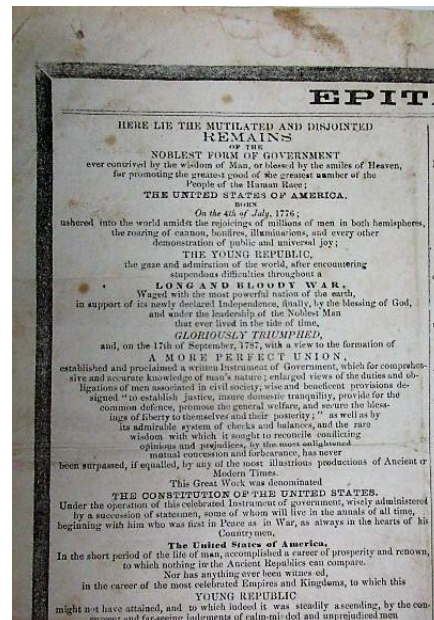 EPIT
HERE LIE THE MUTILATED AND DISJOINTED
REMAINS
OF THE
NOBLEST FORM OF GOVERNMENT
ever contrived by the wisdom of Man, or blessed by the smiles of Heaven,
for promoting the greatest good of the greatest number of the
People of the Human Race;
THE UNITED STATES OF AMERICA,
BORN
On the 4th of July, 1776;
ushered into the world amidst the rejoicings of millions of men in both hemispheres,
the roaring of cannon, bonfires, illuminations, and every other
demonstration of public and universal joy;
THE YOUNG REPUBLIC,
the gaze and admiration of the world, after encountering
stupendous difficulties throughout a
LONG AND BLOODY WAR,
Waged with the most powerful nation of the earth,
in support of its newly declared Independence, finally, by the blessing of God,
and under the leadership of the Noblest Man
that ever lived in the tide of time,
GLORIOUSLY TRIUMPHED,
and, on the 17th of September, 1787, with a view to the formation of
A MORE PERFECT UNION,
established and proclaimed a written Instrument of Government, which for comprehen-
sive and accurate knowledge of man's nature; enlarged views of the duties and ob-
ligations of men associated in civil society; wise and beneficent provisions de-
signed "to establish justice, insure domestic tranquility, provide for the
common defence, promote the general welfare, and secure the bless-
ings of liberty to themselves and their posterity;" as well as by
its admirable system of checks and balances, and the rare
wisdom with which it sought to reconcile conflicting
opinions and prejudices, by the most enlightened
mutual concession and forbearance, has never
been surpassed, if equalled, by any of the most illustrious productions of Ancient or
Modern Times.
This Great Work was denominated
THE CONSTITUTION OF THE UNITED STATES.
Under the operation of this celebrated Instrument of government, wisely administered
by a succession of statesmen, some of whom will live in the annals of all time,
beginning with him who was first in Peace as in War, as always in the hearts of his
Countrymen,
The United States of America,
In the short period of the life of man, accomplished a career of prosperity and renown,
to which nothing in the Ancient Republics can compare.
Nor has anything ever been witnessed,
in the career of the most celebrated Empires and Kingdoms, to which this
YOUNG REPUBLIC
might not have attained, and to which indeed it was steadily ascending, by the con-
current and far-seeing judgments of calm-minded and unprejudiced men